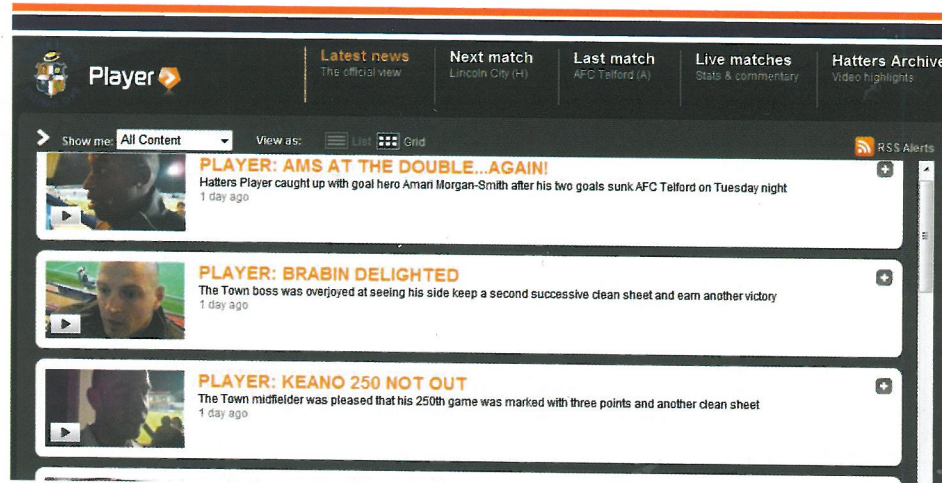 Player
Latest news
The official view
Next match
Lincoln City (H)
Last match
AFC Telford (A)
Live matches
Stats & commentary
Hatters Archive
Video highlights
Show me: All Content
View as: List Grid
RSS Alerts
PLAYER: AMS AT THE DOUBLE...AGAIN!
Hatters Player caught up with goal hero Amari Morgan-Smith after his two goals sunk AFC Telford on Tuesday night
1 day ago
PLAYER: BRABIN DELIGHTED
The Town boss was overjoyed at seeing his side keep a second successive clean sheet and earn another victory
1 day ago
PLAYER: KEANO 250 NOT OUT
The Town midfielder was pleased that his 250th game was marked with three points and another clean sheet
1 day ago